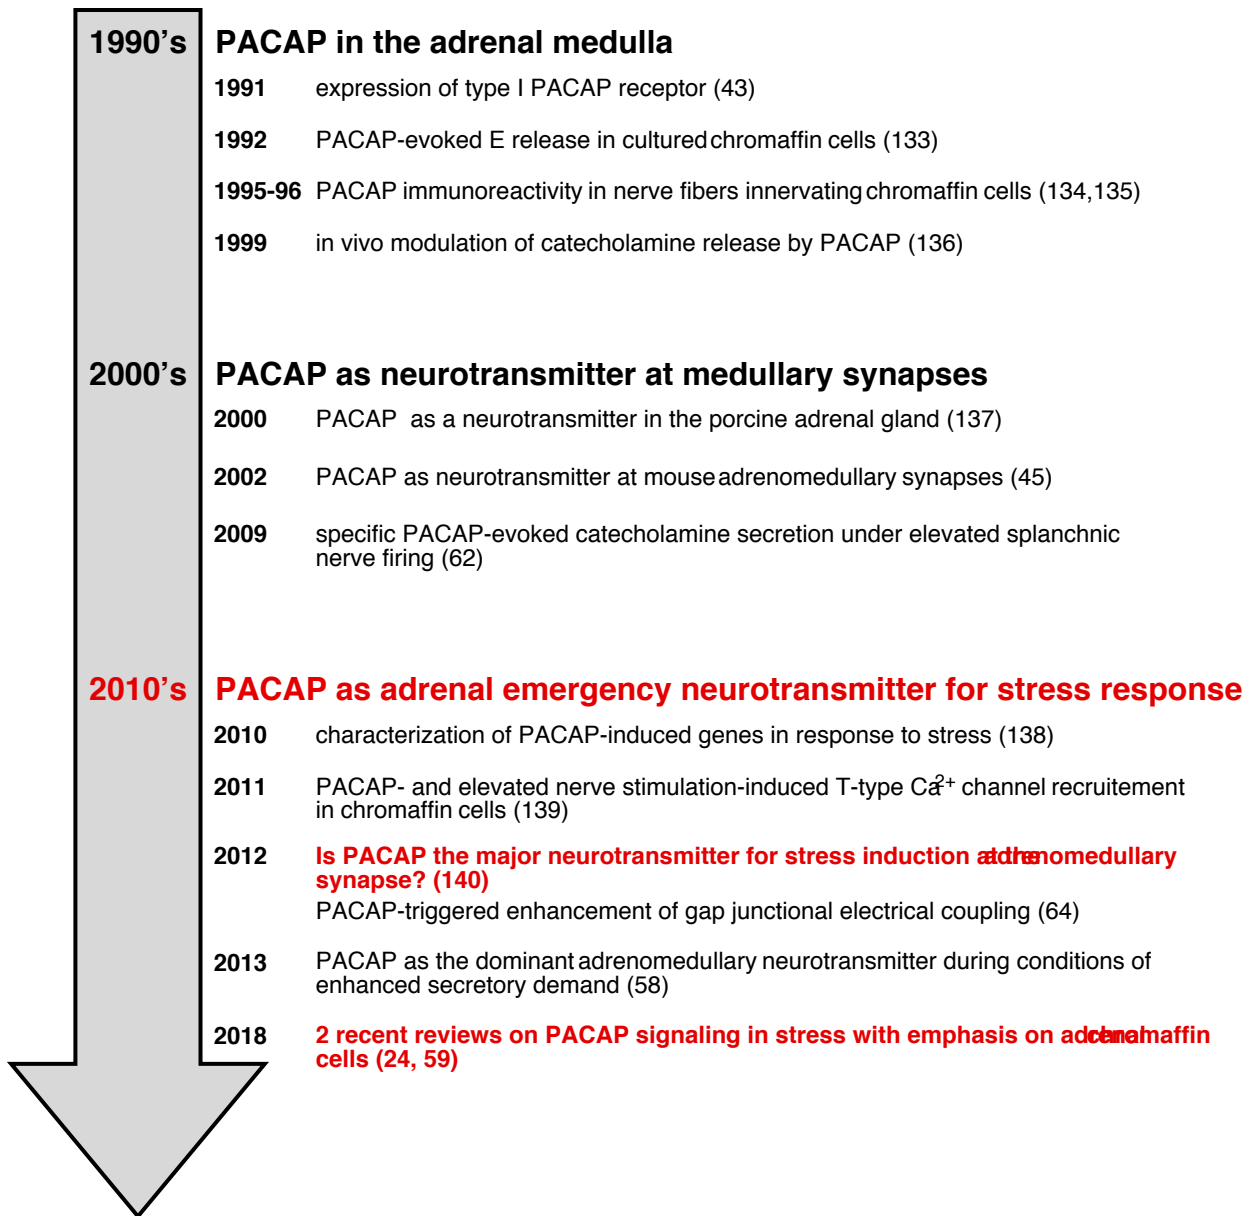 1990's PACAP in the adrenal medulla
1991 expression of type I PACAP receptor (43)
1992 PACAP-evoked E release in cultured chromaffin cells (133)
1995-96 PACAP immunoreactivity in nerve fibers innervating chromaffin cells (134,135)
1999 in vivo modulation of catecholamine release by PACAP (136)
2000's PACAP as neurotransmitter at medullary synapses
2000 PACAP as a neurotransmitter in the porcine adrenal gland (137)
2002 PACAP as neurotransmitter at mouse adrenomedullary synapses (45)
2009 specific PACAP-evoked catecholamine secretion under elevated splanchnic
nerve firing (62)
2010's PACAP as adrenal emergency neurotransmitter for stress response
2010 characterization of PACAP-induced genes in response to stress (138)
2011 PACAP- and elevated nerve stimulation-induced T-type Ca2+ channel recruitement
in chromaffin cells (139)
2012 Is PACAP the major neurotransmitter for stress induction at the adrenomedullary
synapse? (140)
PACAP-triggered enhancement of gap junctional electrical coupling (64)
2013 PACAP as the dominant adrenomedullary neurotransmitter during conditions of
enhanced secretory demand (58)
2018 2 recent reviews on PACAP signaling in stress with emphasis on adrenal chromaffin
cells (24, 59)